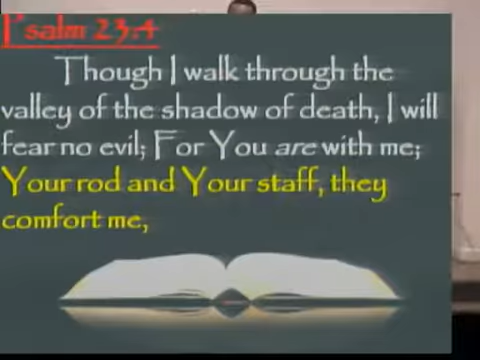 Psalm 23:4
Though I walk through the
valley of the shadow of death, I will
fear no evil; For You are with me;
Your rod and Your staff, they
comfort me,